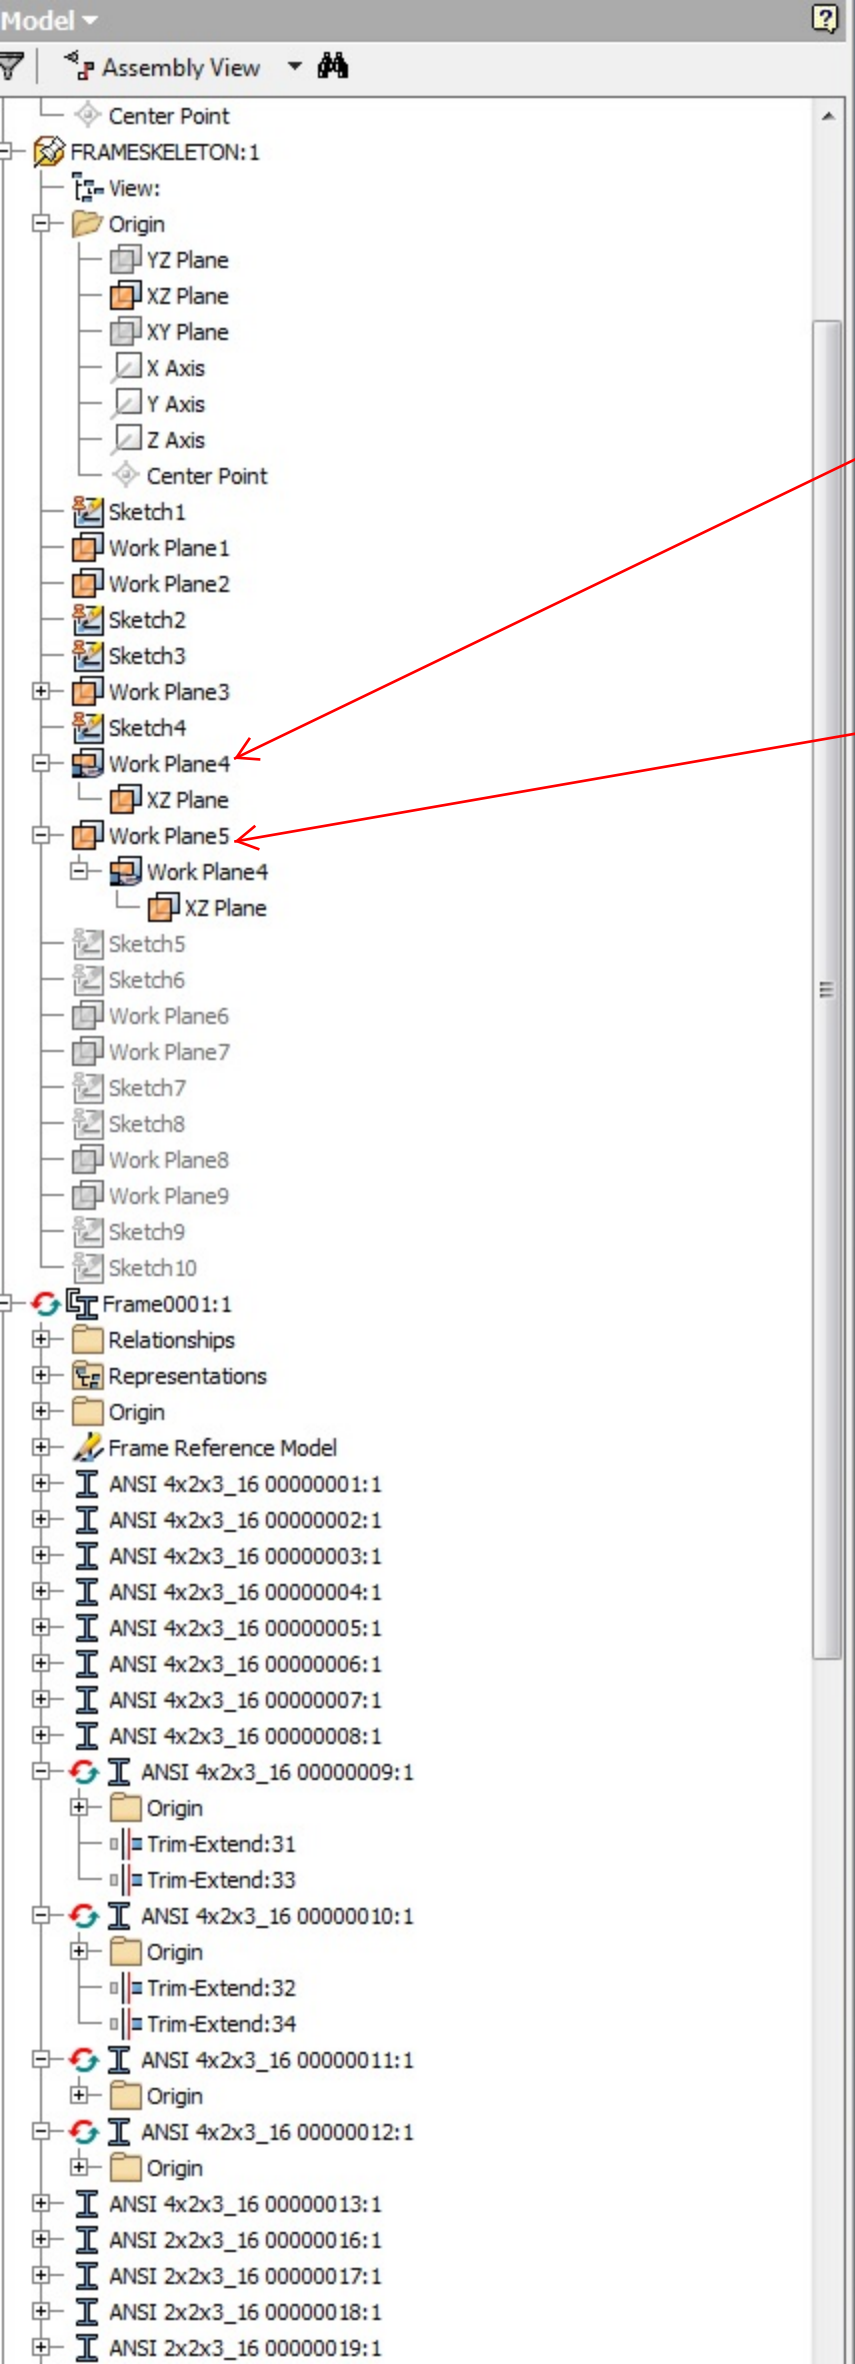 Model
Assembly View
Center Point
FRAMESKELETON:1
View:
Origin
YZ Plane
XZ Plane
XY Plane
X Axis
Y Axis
Z Axis
Center Point
Sketch1
Work Plane1
Work Plane2
Sketch2
Sketch3
Work Plane3
Sketch4
Work Plane4
XZ Plane
Work Plane5
Work Plane4
XZ Plane
Sketch5
Sketch6
Work Plane6
Work Plane7
Sketch7
Sketch8
Work Plane8
Work Plane9
Sketch9
Sketch10
Frame0001:1
Relationships
Representations
Origin
Frame Reference Model
ANSI 4x2x3_16 00000001:1
ANSI 4x2x3_16 00000002:1
ANSI 4x2x3_16 00000003:1
ANSI 4x2x3_16 00000004:1
ANSI 4x2x3_16 00000005:1
ANSI 4x2x3_16 00000006:1
ANSI 4x2x3_16 00000007:1
ANSI 4x2x3_16 00000008:1
ANSI 4x2x3_16 00000009:1
Origin
Trim-Extend:31
Trim-Extend:33
ANSI 4x2x3_16 00000010:1
Origin
Trim-Extend:32
Trim-Extend:34
ANSI 4x2x3_16 00000011:1
Origin
ANSI 4x2x3_16 00000012:1
Origin
ANSI 4x2x3_16 00000013:1
ANSI 2x2x3_16 00000016:1
ANSI 2x2x3_16 00000017:1
ANSI 2x2x3_16 00000018:1
ANSI 2x2x3_16 00000019:1